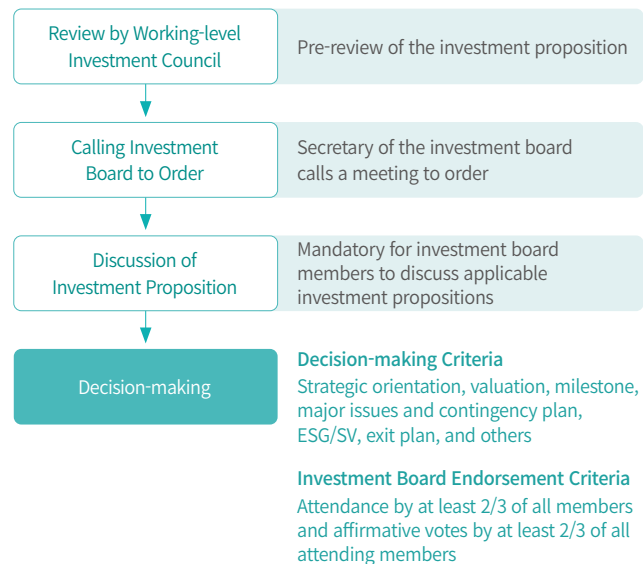 Review by Working-level
Investment Council
Pre-review of the investment proposition
Calling Investment
Board to Order
Secretary of the investment board
calls a meeting to order
Discussion of
Investment Proposition
Mandatory for investment board
members to discuss applicable
investment propositions
Decision-making
Decision-making Criteria
Strategic orientation, valuation, milestone,
major issues and contingency plan,
ESG/SV, exit plan, and others
Investment Board Endorsement Criteria
Attendance by at least 2/3 of all members
and affirmative votes by at least 2/3 of all
attending members